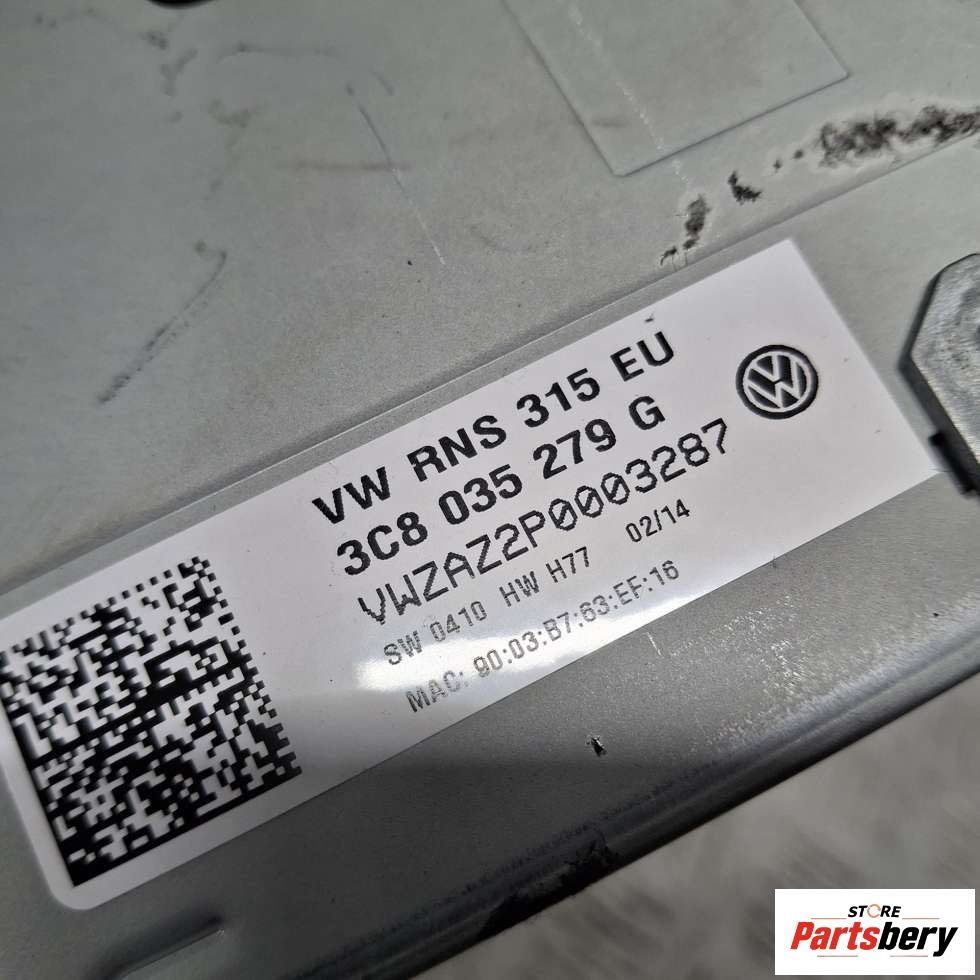 VW RNS 315 EU
3C8 035 279 G
VWZAZ2P0003287
SW 0410 HW H77 02/14
MAC: 90:03:B7:63:EF:16
STORE
Partsbery